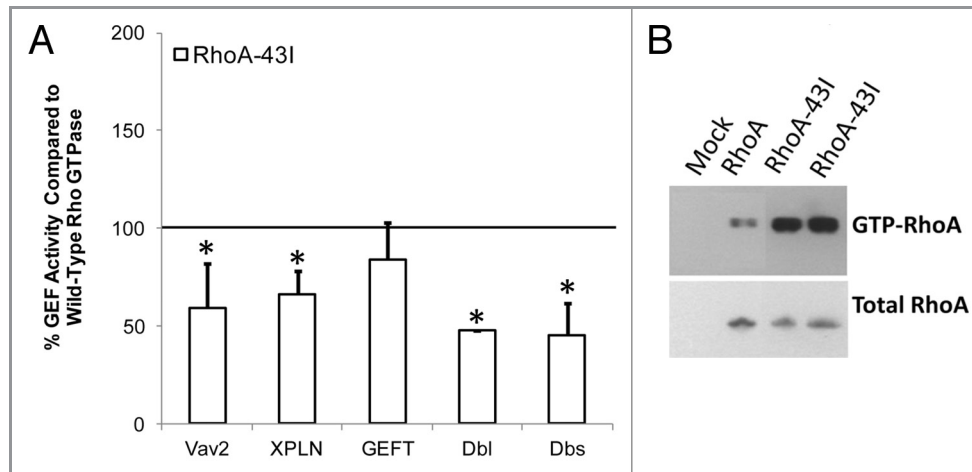 A
% GEF Activity Compared to
Wild-Type Rho GTPase
200
150
100
50
0
RhoA-43I
*
*
*
*
Vav2
XPLN
GEFT
Dbl
Dbs
B
Mock
RhoA
RhoA-43I
RhoA-43I
GTP-RhoA
Total RhoA